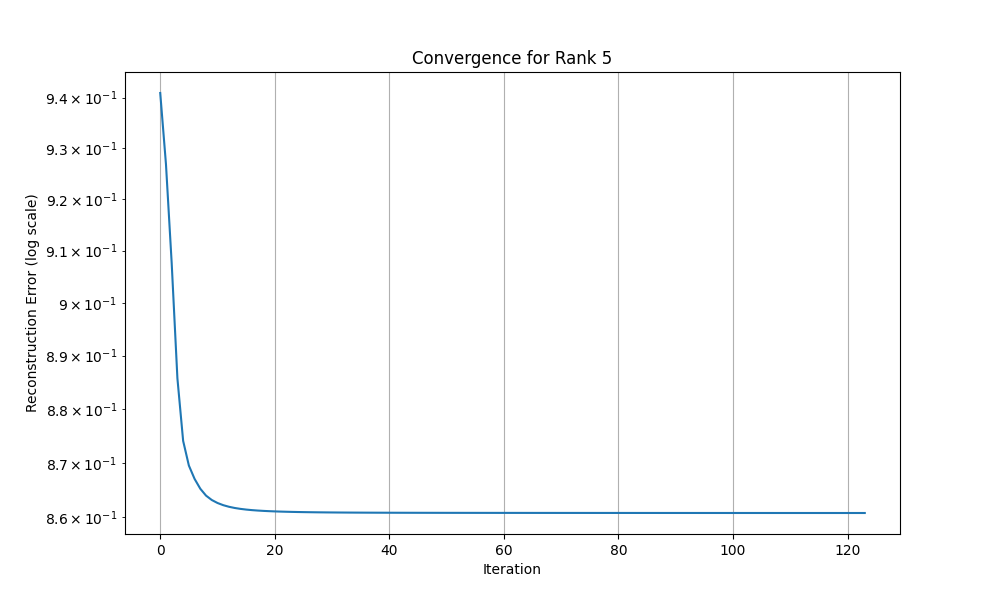 Convergence for Rank 5
Reconstruction Error (log scale)
9.4 × 10⁻¹
9.3 × 10⁻¹
9.2 × 10⁻¹
9.1 × 10⁻¹
9 × 10⁻¹
8.9 × 10⁻¹
8.8 × 10⁻¹
8.7 × 10⁻¹
8.6 × 10⁻¹
0 20 40 60 80 100 120
Iteration